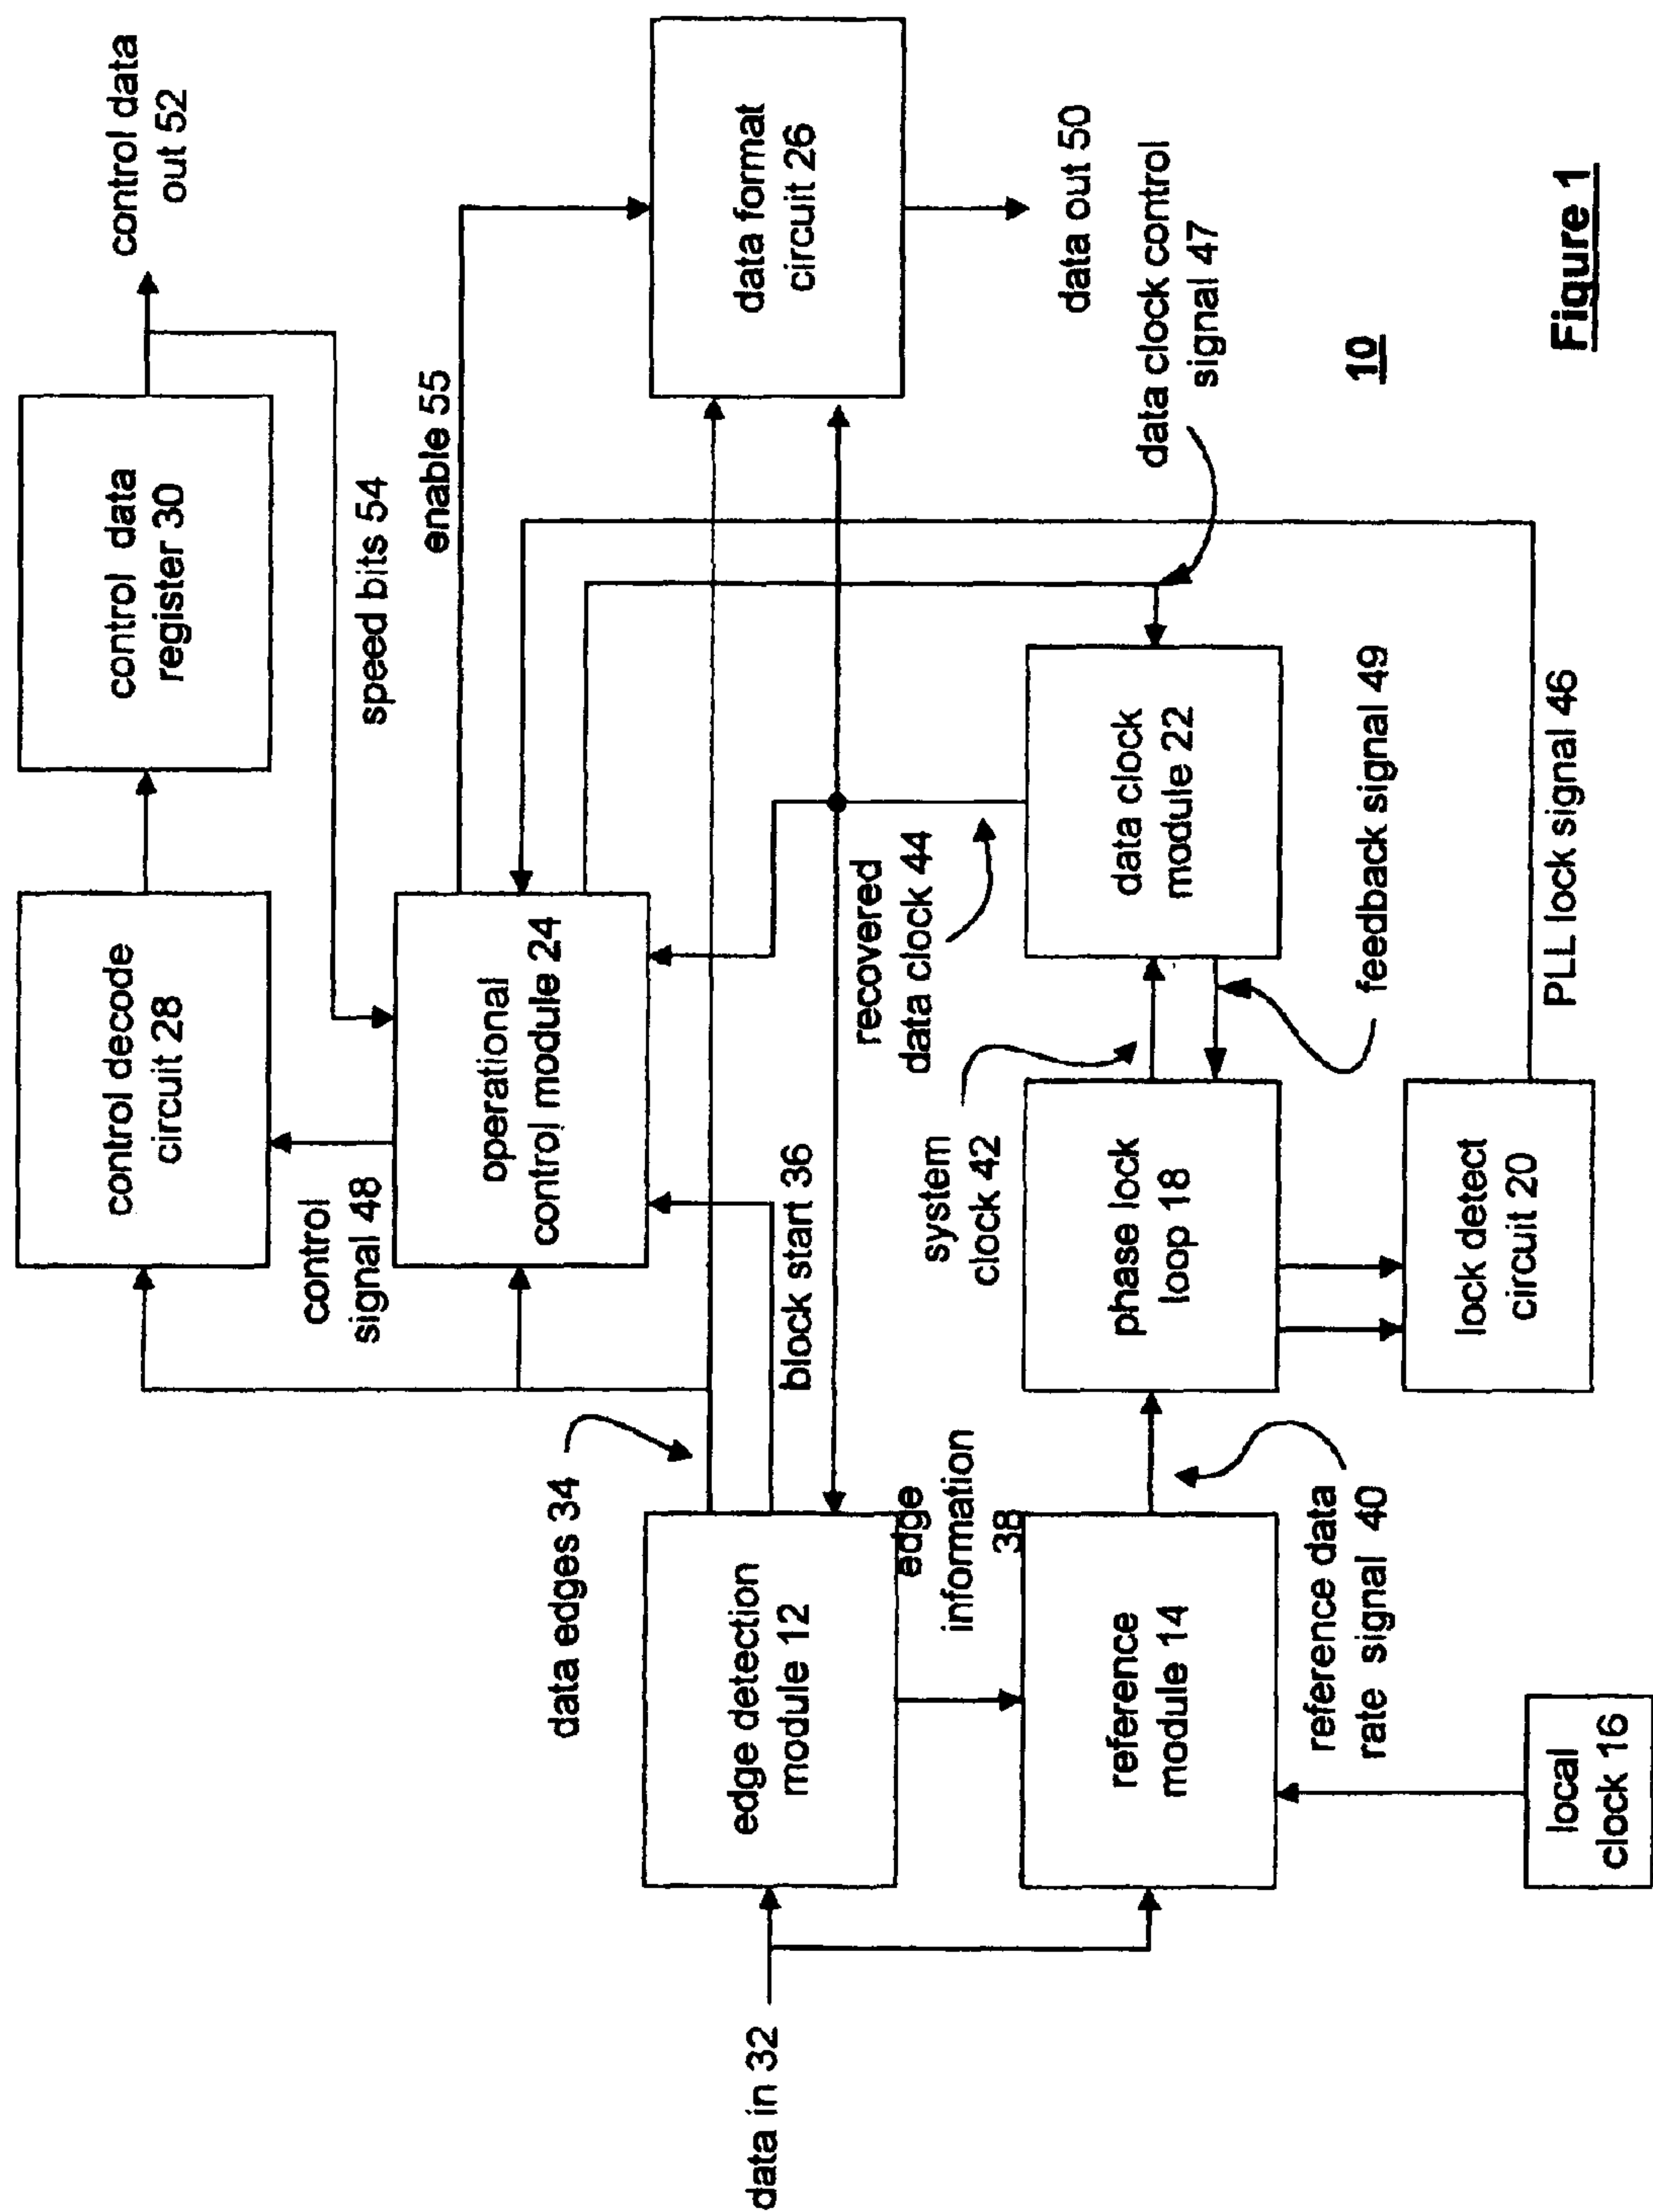 control decode
circuit 28
control data
register 30
control data
out 52
speed bits 54
control
signal 48
operational
control module 24
enable 55
data format
circuit 26
data out 50
data edges 34
block start 36
data in 32
edge detection
module 12
edge
information
38
recovered
data clock 44
data clock control
signal 47
system
clock 42
reference
module 14
phase lock
loop 18
data clock
module 22
reference data
rate signal 40
feedback signal 49
local
clock 16
lock detect
circuit 20
PLL lock signal 46
10
Figure 1